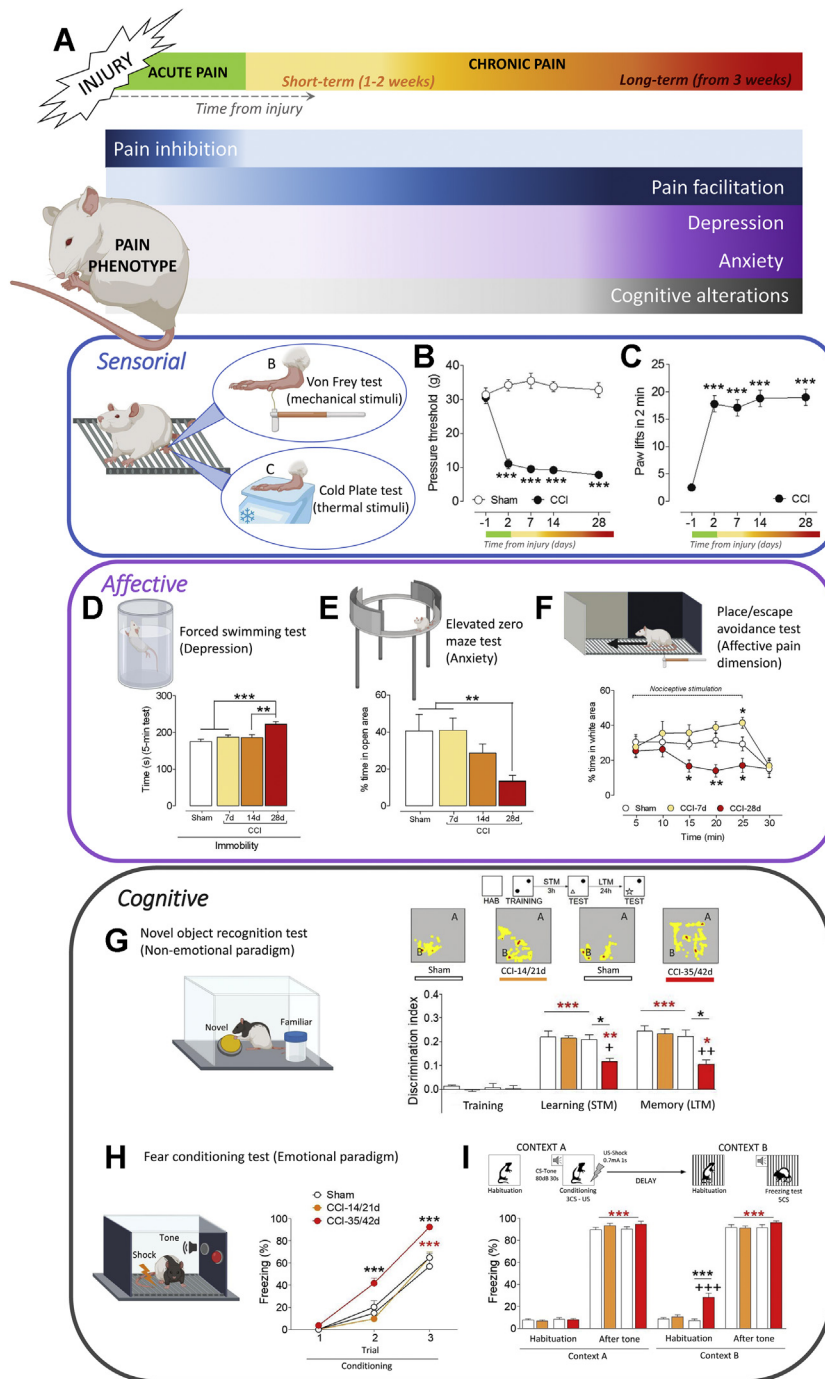 A
INJURY
ACUTE PAIN
CHRONIC PAIN
Short-term (1-2 weeks)
Long-term (from 3 weeks)
Time from injury
Pain inhibition
Pain facilitation
Depression
Anxiety
Cognitive alterations
PAIN
PHENOTYPE
Sensorial
B
Von Frey test
(mechanical stimuli)
C
Cold Plate test
(thermal stimuli)
B
Pressure threshold (g)
40
30
20
10
0
*** *** *** ***
Sham
CCI
-1 2 7 14 28
Time from injury (days)
C
Paw lifts in 2 min
20
15
10
5
0
*** *** *** ***
CCI
-1 2 7 14 28
Time from injury (days)
Affective
D
Forced swimming test
(Depression)
Time (s) (5-min test)
300
200
100
0
***
**
Sham 7d 14d 28d
CCI
Immobility
E
Elevated zero
maze test
(Anxiety)
% time in open area
60
40
20
0
**
Sham 7d 14d 28d
CCI
F
Place/escape
avoidance test
(Affective pain
dimension)
Nociceptive stimulation
% time in white area
60
40
20
0
*
* ** *
Sham CCI-7d CCI-28d
5 10 15 20 25 30
Time (min)
Cognitive
G
Novel object recognition test
(Non-emotional paradigm)
Novel
Familiar
STM
3h
LTM
24h
HAB TRAINING TEST TEST
A A A A
B B B
Sham CCI-14/21d Sham CCI-35/42d
Discrimination index
0.4
0.3
0.2
0.1
0.0
*** * ** +
*** * * ++
Training Learning (STM) Memory (LTM)
H
Fear conditioning test (Emotional paradigm)
Tone
Shock
Sham
CCI-14/21d
CCI-35/42d
Freezing (%)
100
80
60
40
20
0
***
***
***
1 2 3
Trial
Conditioning
I
CONTEXT A
CONTEXT B
US-Shock
0.7mA 1s
CS-Tone
80dB 30s
Habituation
Conditioning
3CS - US
DELAY
Habituation
Freezing test
5CS
Freezing (%)
100
80
60
40
20
0
***
***
+++
***
Habituation After tone Habituation After tone
Context A Context B